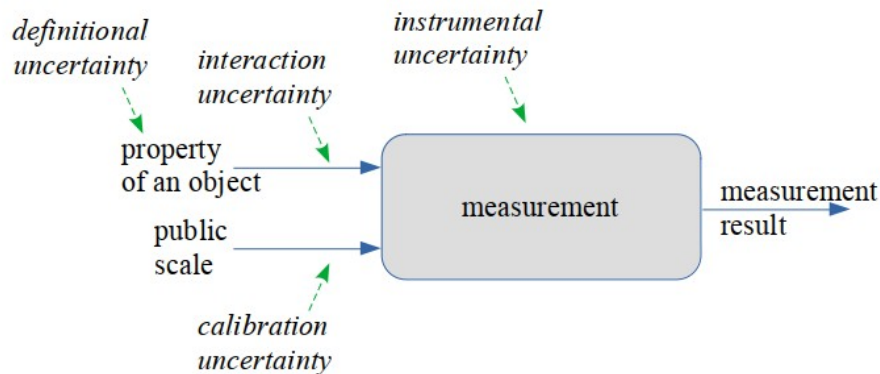 definitional
uncertainty
interaction
uncertainty
instrumental
uncertainty
property
of an object
measurement
measurement
result
public
scale
calibration
uncertainty